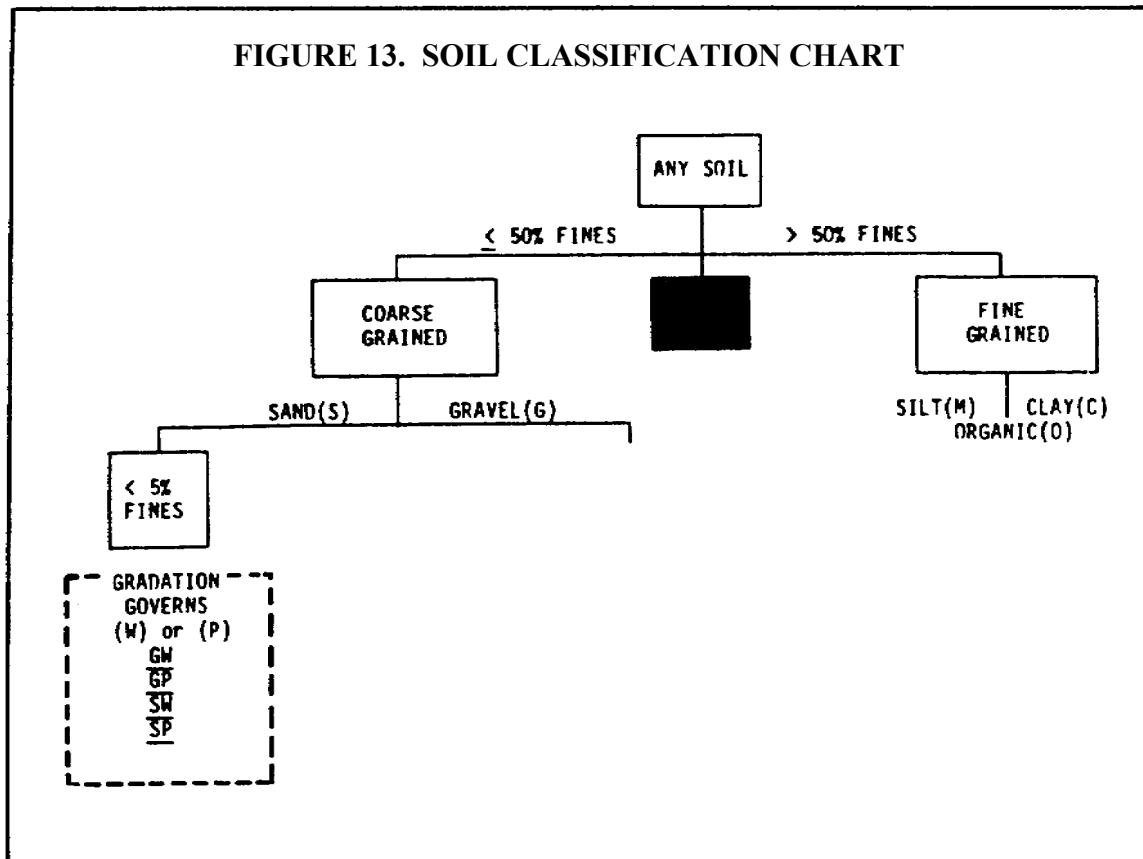 FIGURE 13. SOIL CLASSIFICATION CHART
ANY SOIL
≤ 50% FINES
> 50% FINES
COARSE
GRAINED
FINE
GRAINED
SAND(S)
GRAVEL(G)
SILT(M)
CLAY(C)
ORGANIC(O)
< 5%
FINES
GRADATION
GOVERNS
(W) or (P)
GW
GP
SW
SP